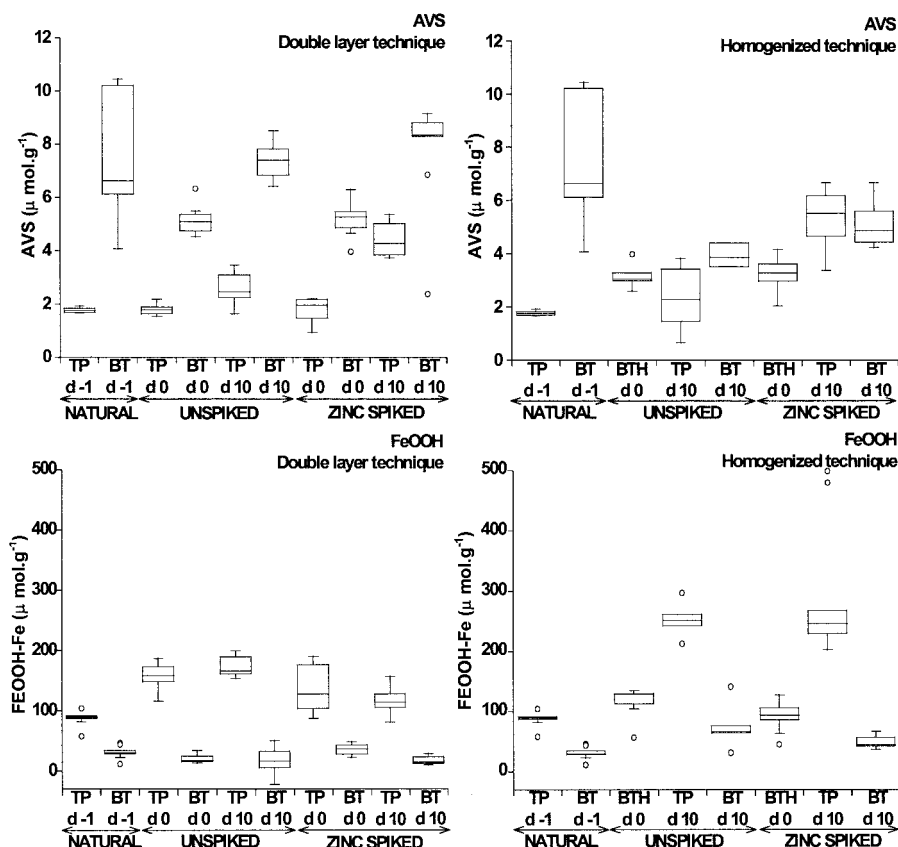 AVS
Double layer technique
12
10
8
6
4
2
0
AVS (μ mol.g-1)
TP BT TP BT TP BT TP BT TP BT
d -1 d -1 d 0 d 0 d 10 d 10 d 0 d 0 d 10 d 10
NATURAL UNSPIKED ZINC SPIKED
AVS
Homogenized technique
12
10
8
6
4
2
0
AVS (μ mol.g-1)
TP BT BTH TP BT BTH TP BT
d -1 d -1 d 0 d 10 d 10 d 0 d 10 d 10
NATURAL UNSPIKED ZINC SPIKED
FeOOH
Double layer technique
500
400
300
200
100
0
FEOOH-Fe (μ mol.g-1)
TP BT TP BT TP BT TP BT TP BT
d -1 d -1 d 0 d 0 d 10 d 10 d 0 d 0 d 10 d 10
NATURAL UNSPIKED ZINC SPIKED
FeOOH
Homogenized technique
500
400
300
200
100
0
FEOOH-Fe (μ mol.g-1)
TP BT BTH TP BT BTH TP BT
d -1 d -1 d 0 d 10 d 10 d 0 d 10 d 10
NATURAL UNSPIKED ZINC SPIKED